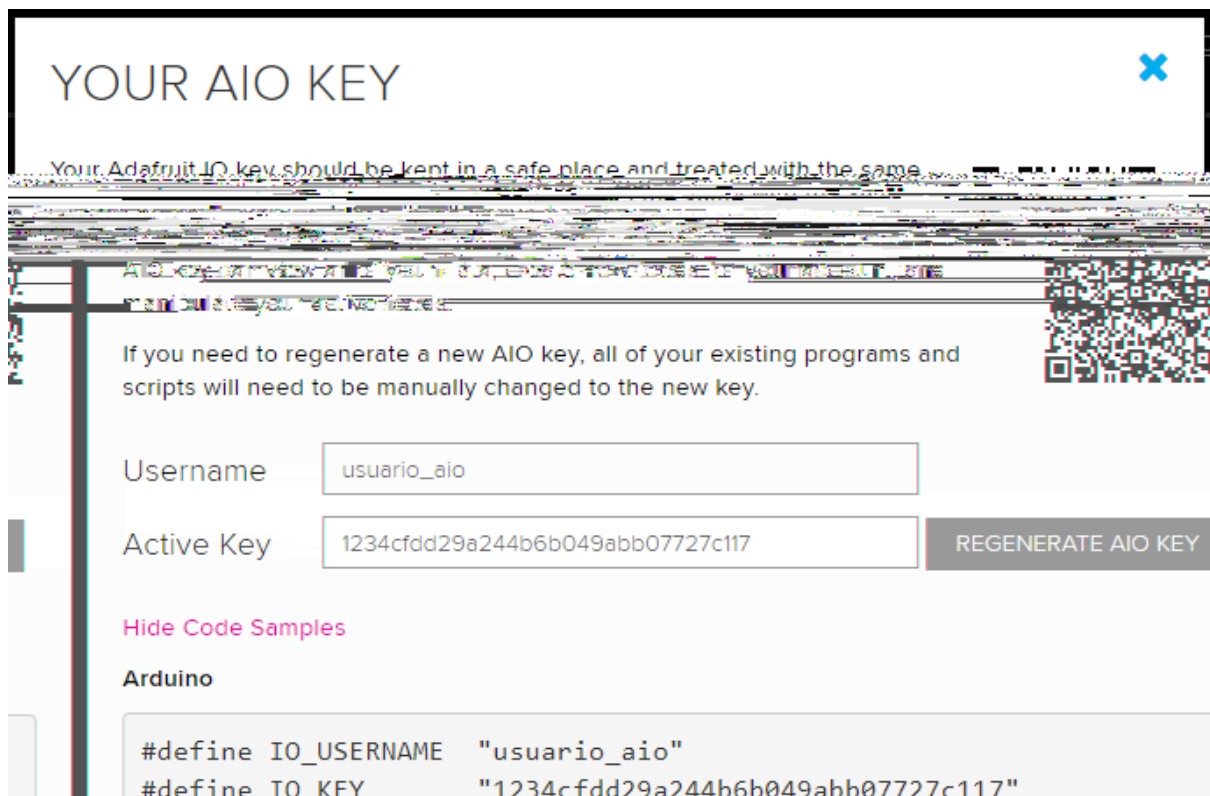 YOUR AIO KEY
Your Adafruit IO key should be kept in a safe place and treated with the same
If you need to regenerate a new AIO key, all of your existing programs and
scripts will need to be manually changed to the new key.
Username usuario_aio
Active Key 1234cfdd29a244b6b049abb07727c117 REGENERATE AIO KEY
Hide Code Samples
Arduino
#define IO_USERNAME "usuario_aio"
#define IO_KEY "1234cfdd29a244b6b049abb07727c117"